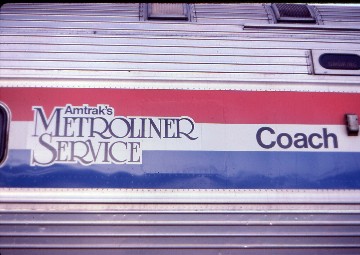 Amtrak's
METROLINER
SERVICE
Coach